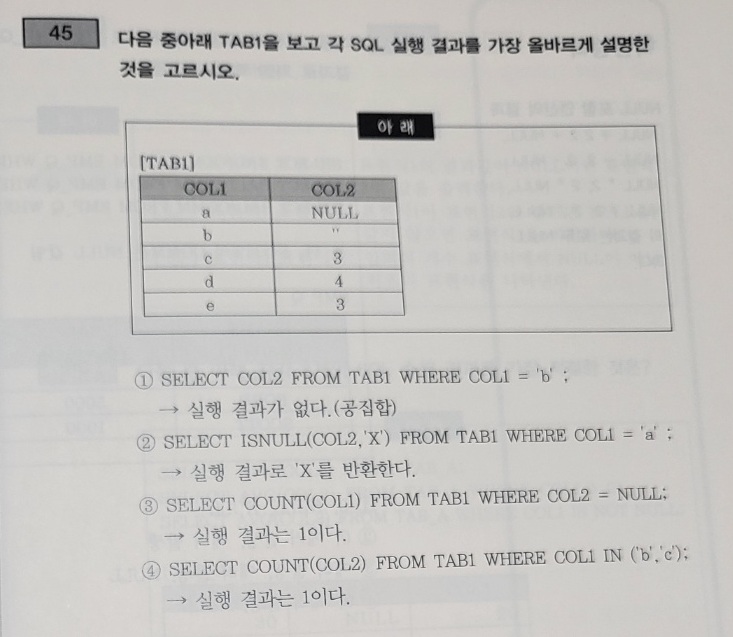 45
다음 중아래 TAB1을 보고 각 SQL 실행 결과를 가장 올바르게 설명한
것을 고르시오.
아 래
[TAB1]
COL1 COL2
a NULL
b ''
c 3
d 4
e 3
① SELECT COL2 FROM TAB1 WHERE COL1 = 'b' ;
→ 실행 결과가 없다.(공집합)
② SELECT ISNULL(COL2,'X') FROM TAB1 WHERE COL1 = 'a' ;
→ 실행 결과로 'X'를 반환한다.
③ SELECT COUNT(COL1) FROM TAB1 WHERE COL2 = NULL;
→ 실행 결과는 1이다.
④ SELECT COUNT(COL2) FROM TAB1 WHERE COL1 IN ('b','c');
→ 실행 결과는 1이다.